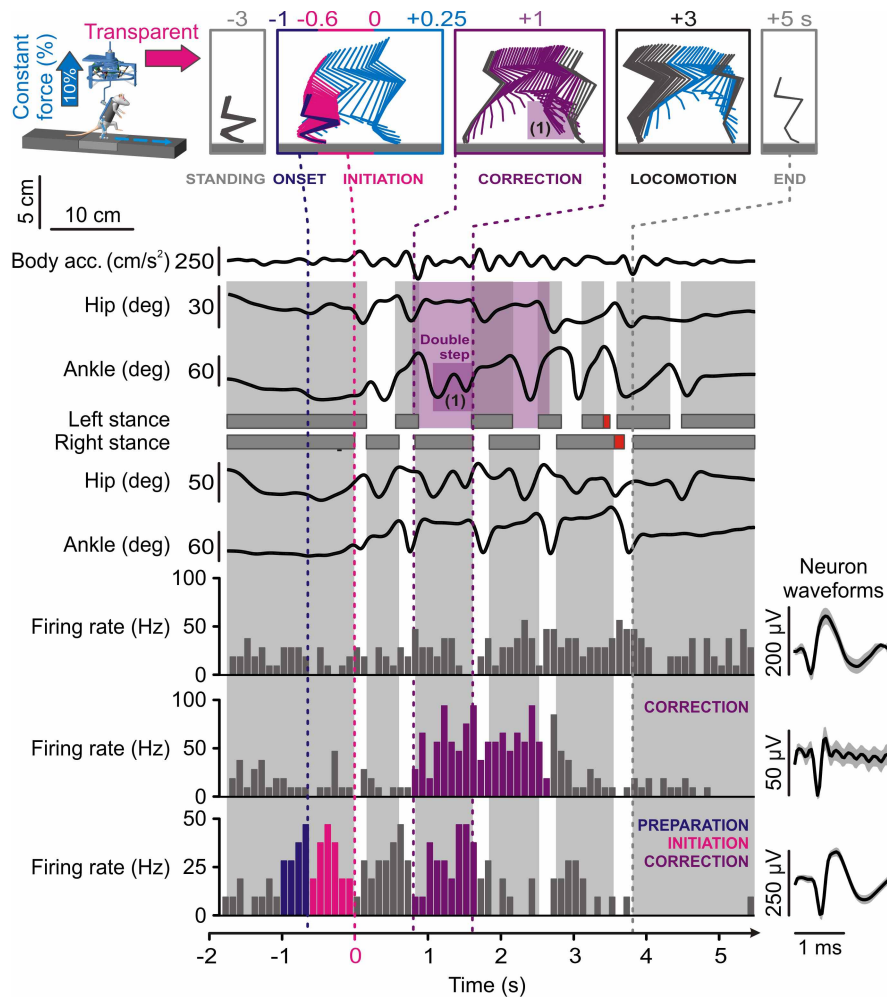 -3 -1 -0.6 0 +0.25 +1 +3 +5 s
Transparent
Constant
force (%)
10%
(1)
STANDING ONSET INITIATION CORRECTION LOCOMOTION END
5 cm
10 cm
Body acc. (cm/s²) 250
Hip (deg) 30
Double
step
Ankle (deg) 60
(1)
Left stance
Right stance
Hip (deg) 50
Ankle (deg) 60
Neuron
waveforms
100
Firing rate (Hz) 50
0
200 µV
100
CORRECTION
Firing rate (Hz) 50
0
50 µV
50
PREPARATION
INITIATION
CORRECTION
Firing rate (Hz) 25
0
250 µV
1 ms
-2 -1 0 1 2 3 4 5
Time (s)